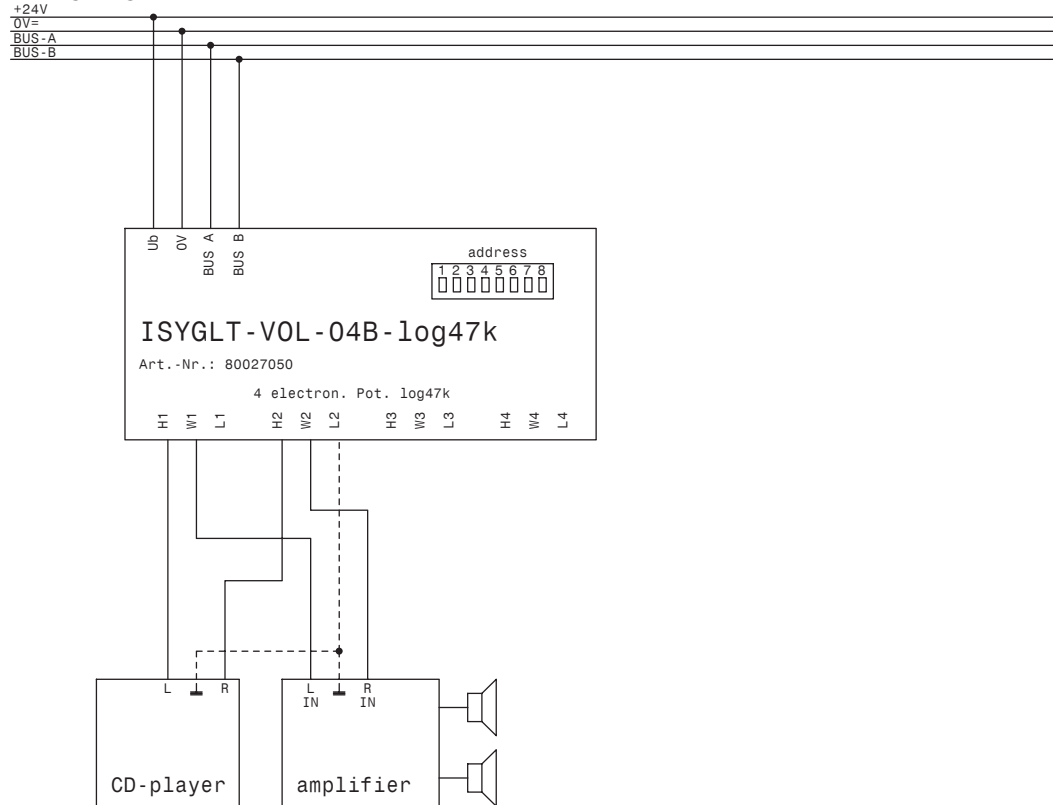 +24V
0V=
BUS-A
BUS-B
Ub 0V BUS A BUS B
address
1 2 3 4 5 6 7 8
ISYGLT-VOL-04B-log47k
Art.-Nr.: 80027050
4 electron. Pot. log47k
H1 W1 L1 H2 W2 L2 H3 W3 L3 H4 W4 L4
L R L R
IN IN
CD-player amplifier